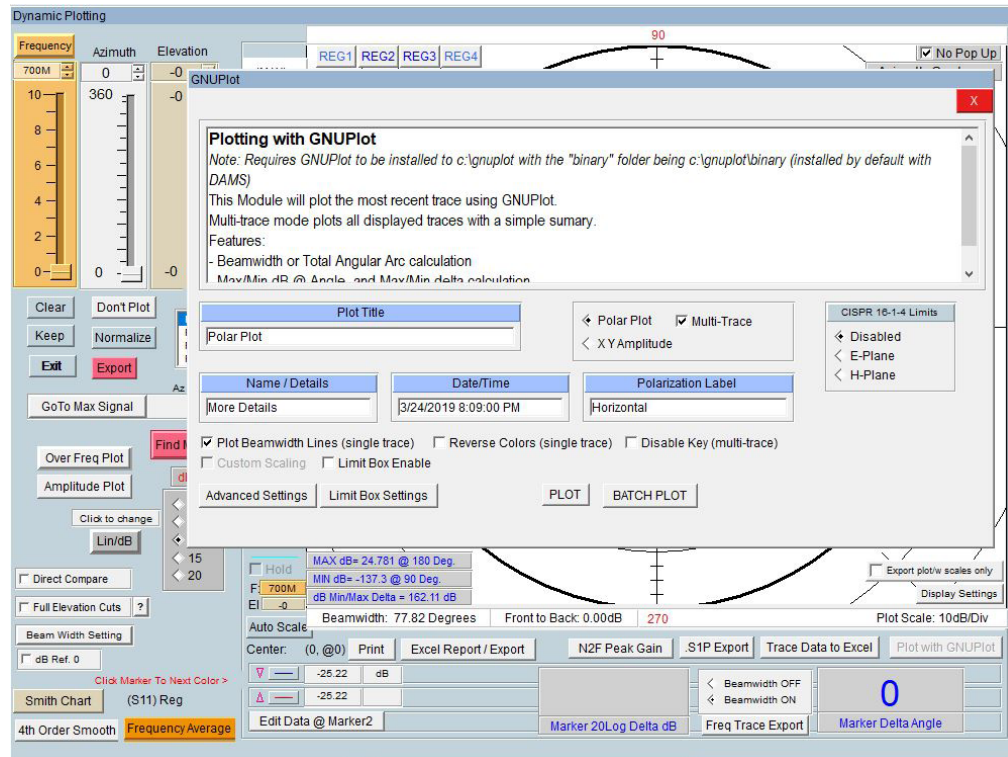 Dynamic Plotting
Frequency
Azimuth
Elevation
90
REG1 REG2 REG3 REG4
No Pop Up
700M
0
-0
GNUPlot
X
10
8
6
4
2
0
360
0
-0
-0
Plotting with GNUPlot
Note: Requires GNUPlot to be installed to c:\gnuplot with the "binary" folder being c:\gnuplot\binary (installed by default with
DAMS)
This Module will plot the most recent trace using GNUPlot.
Multi-trace mode plots all displayed traces with a simple sumary.
Features:
- Beamwidth or Total Angular Arc calculation
- Max/Min dB @ Angle, and Max/Min delta calculation
Plot Title
Polar Plot
Polar Plot
Multi-Trace
X Y Amplitude
CISPR 16-1-4 Limits
Disabled
E-Plane
H-Plane
Name / Details
More Details
Date/Time
3/24/2019 8:09:00 PM
Polarization Label
Horizontal
Plot Beamwidth Lines (single trace)
Reverse Colors (single trace)
Disable Key (multi-trace)
Custom Scaling
Limit Box Enable
Advanced Settings
Limit Box Settings
PLOT
BATCH PLOT
Clear
Don't Plot
Keep
Normalize
Exit
Export
Az
GoTo Max Signal
Find
Over Freq Plot
Amplitude Plot
Click to change
Lin/dB
15
20
Direct Compare
Full Elevation Cuts
?
Beam Width Setting
dB Ref. 0
Click Marker To Next Color >
Smith Chart
(S11) Reg
4th Order Smooth
Frequency Average
Hold
F: 700M
El -0
Auto Scale
MAX dB= 24.781 @ 180 Deg.
MIN dB= -137.3 @ 90 Deg.
dB Min/Max Delta = 162.11 dB
Export plot/w scales only
Display Settings
Beamwidth: 77.82 Degrees
Front to Back: 0.00dB
270
Plot Scale: 10dB/Div
Center: (0, @0)
Print
Excel Report / Export
N2F Peak Gain
.S1P Export
Trace Data to Excel
Plot with GNUPlot
-25.22
dB
-25.22
Edit Data @ Marker2
Marker 20Log Delta dB
Beamwidth OFF
Beamwidth ON
Freq Trace Export
0
Marker Delta Angle